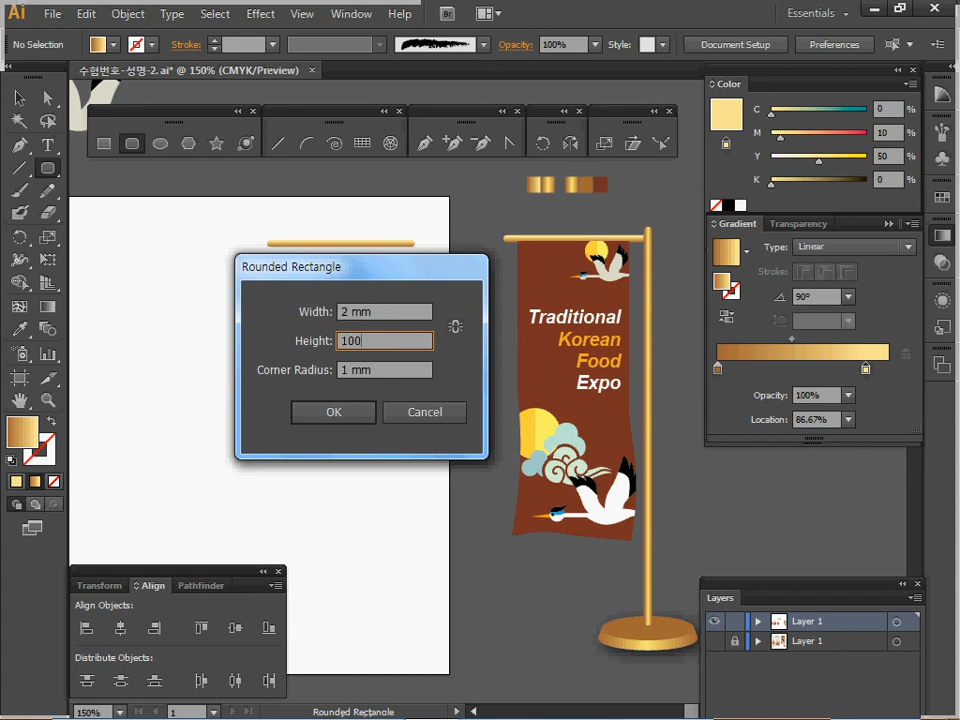 Ai File Edit Object Type Select Effect View Window Help Br Essentials
No Selection Stroke: Opacity: 100% Style: Document Setup Preferences
수험번호-성명-2.ai* @ 150% (CMYK/Preview)
Color
C 0 %
M 10 %
Y 50 %
K 0 %
Gradient Transparency
Type: Linear
Stroke:
90°
Opacity: 100%
Location: 86.67%
Rounded Rectangle
Width: 2 mm
Height: 100
Corner Radius: 1 mm
OK Cancel
Traditional
Korean
Food
Expo
Transform Align Pathfinder
Align Objects:
Distribute Objects:
Layers
Layer 1
Layer 1
150% 1 Rounded Rectangle